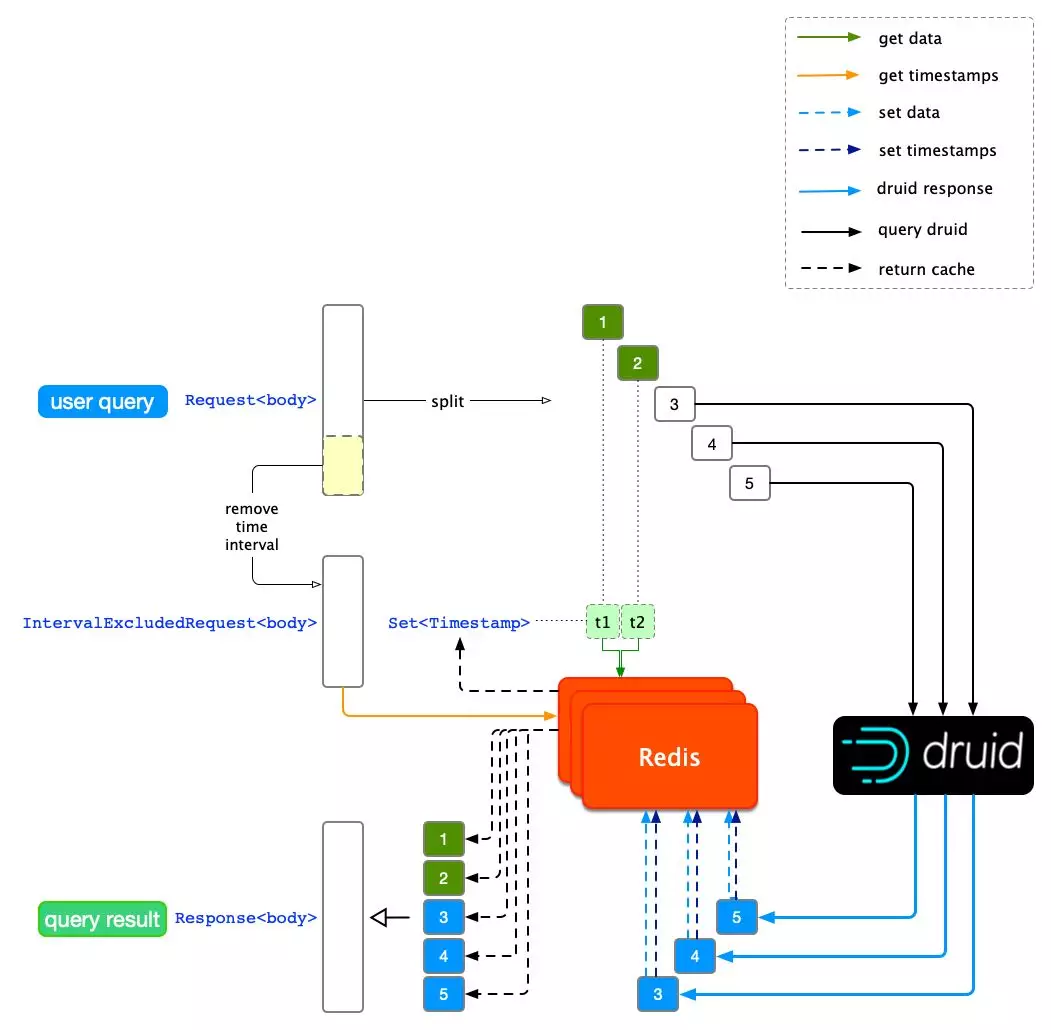 get data
get timestamps
set data
set timestamps
druid response
query druid
return cache
1
2
user query
Request<body>
split
3
4
5
remove
time
interval
IntervalExcludedRequest<body>
Set<Timestamp>
t1
t2
Redis
druid
1
2
query result
Response<body>
3
4
5
5
4
3